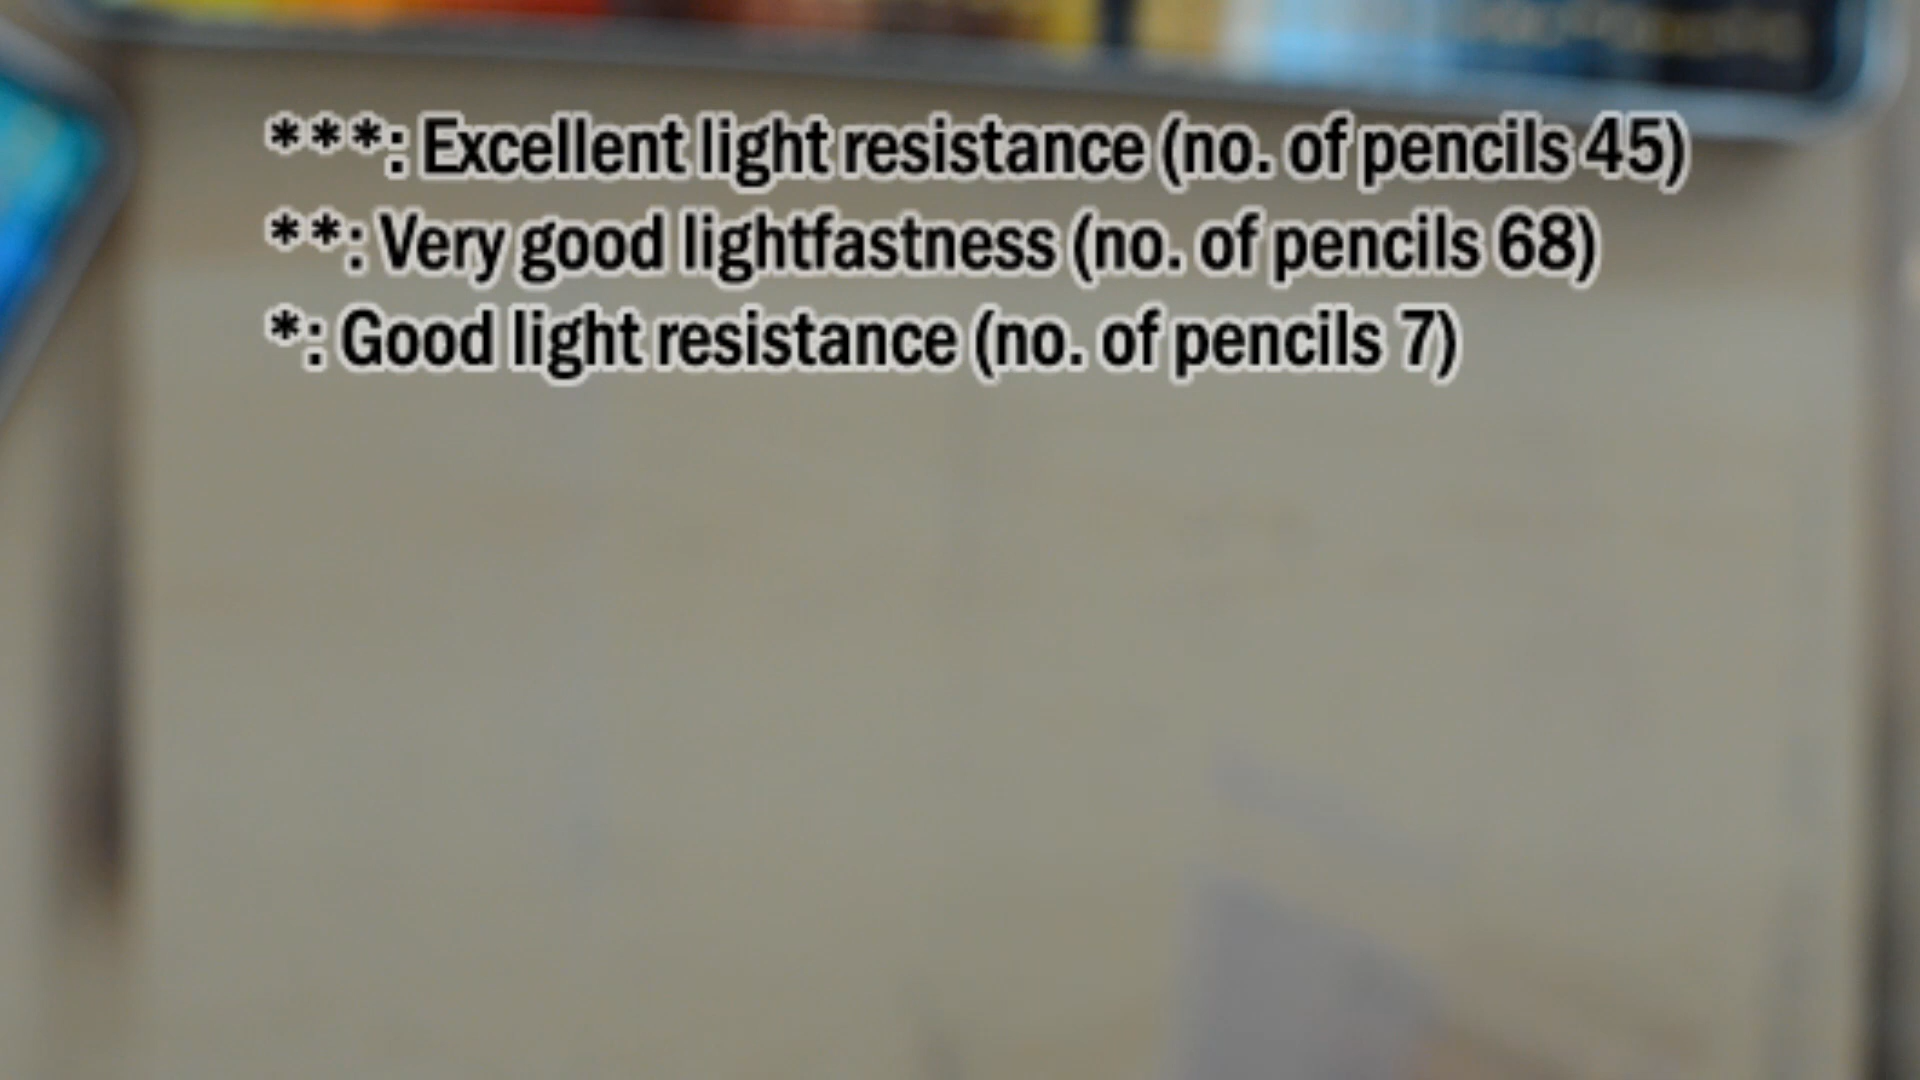 ***: Excellent light resistance (no. of pencils 45)
**: Very good lightfastness (no. of pencils 68)
*: Good light resistance (no. of pencils 7)